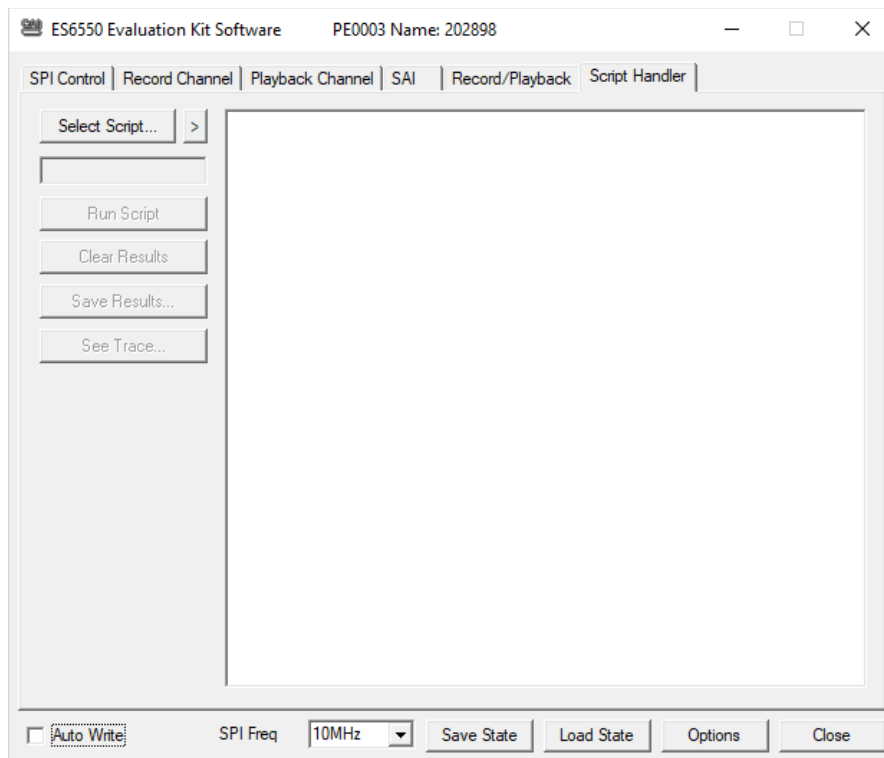 ES6550 Evaluation Kit Software PE0003 Name: 202898
SPI Control Record Channel Playback Channel SAI Record/Playback Script Handler
Select Script... >
Run Script
Clear Results
Save Results...
See Trace...
Auto Write SPI Freq 10MHz Save State Load State Options Close